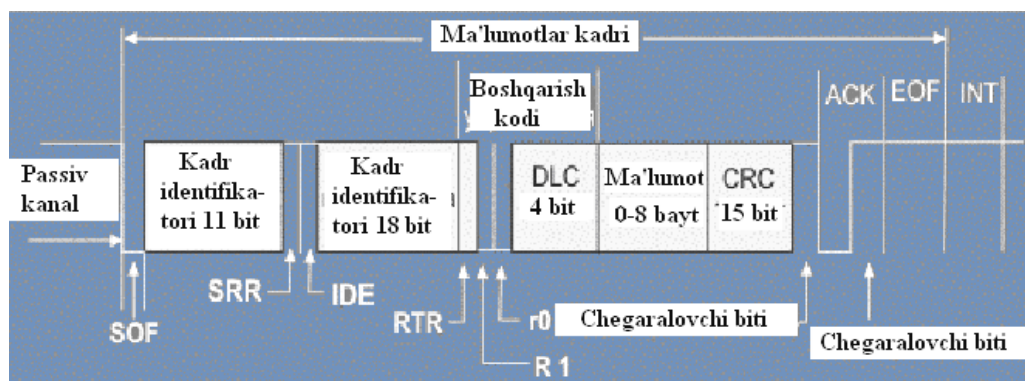 Ma'lumotlar kadri
Boshqarish
kodi
ACK
EOF
INT
Passiv
kanal
Kadr
identifika-
tori 11 bit
Kadr
identifika-
tori 18 bit
DLC
4 bit
Ma'lumot
0-8 bayt
CRC
15 bit
SRR
IDE
RTR
r0
Chegaralovchi biti
SOF
R 1
Chegaralovchi biti